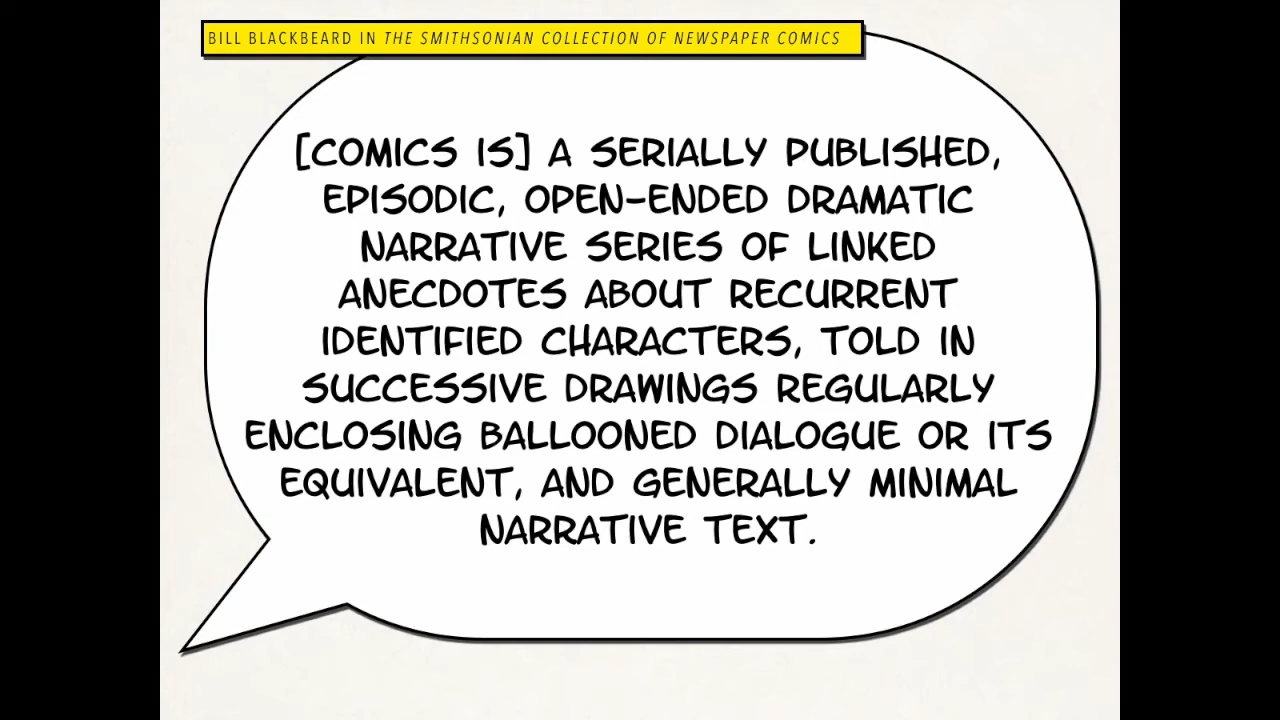 BILL BLACKBEARD IN THE SMITHSONIAN COLLECTION OF NEWSPAPER COMICS
[COMICS IS] A SERIALLY PUBLISHED,
EPISODIC, OPEN-ENDED DRAMATIC
NARRATIVE SERIES OF LINKED
ANECDOTES ABOUT RECURRENT
IDENTIFIED CHARACTERS, TOLD IN
SUCCESSIVE DRAWINGS REGULARLY
ENCLOSING BALLOONED DIALOGUE OR ITS
EQUIVALENT, AND GENERALLY MINIMAL
NARRATIVE TEXT.